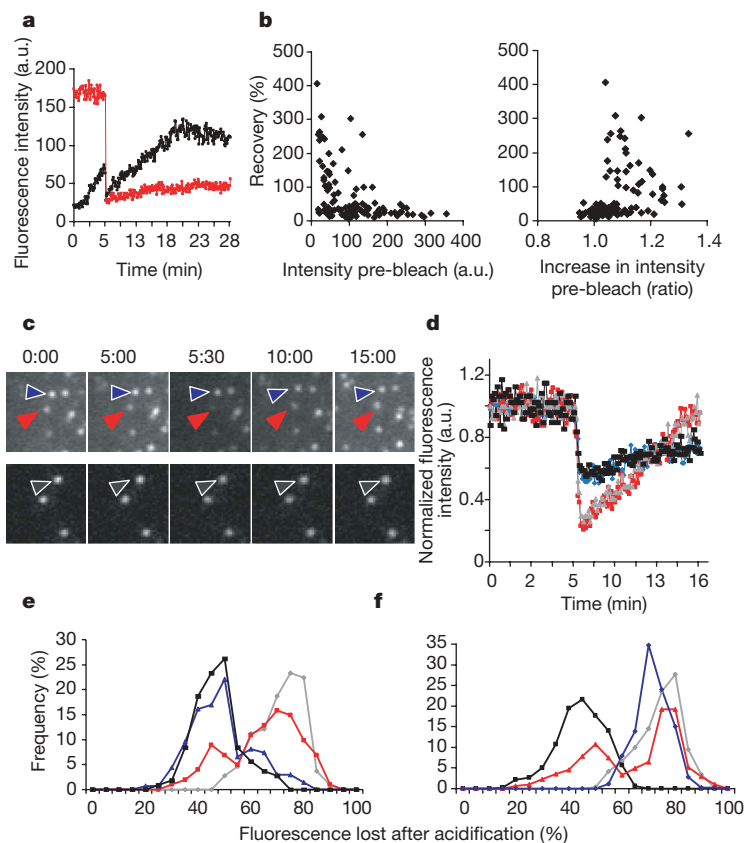 a
Fluorescence intensity (a.u.)
200
150
100
50
0
0 6 13 18 23 28
Time (min)
b
Recovery (%)
500
400
300
200
100
0
0 100 200 300 400
Intensity pre-bleach (a.u.)
500
400
300
200
100
0
0.8 1.0 1.2 1.4
Increase in intensity
pre-bleach (ratio)
c
0:00 5:00 5:30 10:00 15:00
d
Normalized fluorescence
intensity (a.u.)
1.2
0.8
0.4
0
0 2 5 10 13 16
Time (min)
e
Frequency (%)
30
25
20
15
10
5
0
0 20 40 60 80 100
f
35
30
25
20
15
10
5
0
0 20 40 60 80 100
Fluorescence lost after acidification (%)